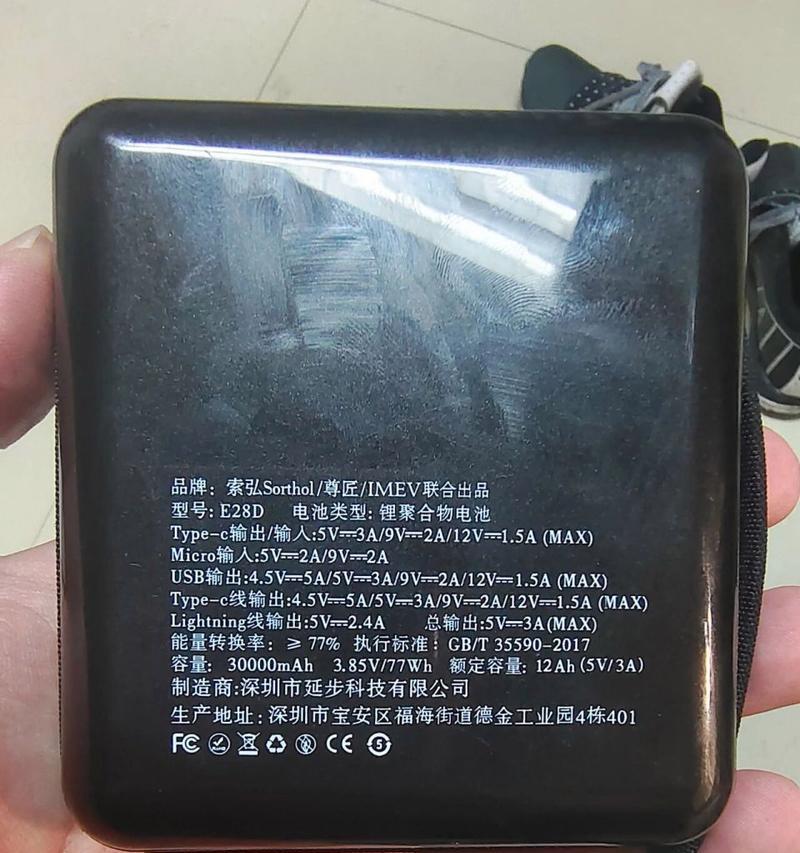 品牌：索弘Sorthol/尊匠/IMEV联合出品
型号: E28D 电池类型: 锂聚合物电池
Type-c输出/输入:5V⎓3A/9V⎓2A/12V⎓1.5A (MAX)
Micro输入:5V⎓2A/9V⎓2A
USB输出:4.5V⎓5A/5V⎓3A/9V⎓2A/12V⎓1.5A (MAX)
Type-c线输出:4.5V⎓5A/5V⎓3A/9V⎓2A/12V⎓1.5A (MAX)
Lightning线输出:5V⎓2.4A 总输出:5V⎓3A(MAX)
能量转换率: ≥ 77% 执行标准: GB/T 35590-2017
容量: 30000mAh 3.85V/77Wh 额定容量: 12Ah (5V/3A)
制造商:深圳市延步科技有限公司
生产地址: 深圳市宝安区福海街道德金工业园4栋401
FC CE 5